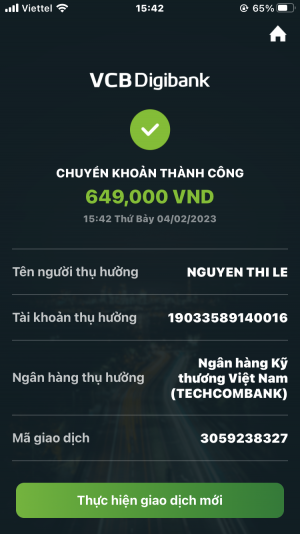 Viettel 15:42 65%
VCB Digibank
CHUYỂN KHOẢN THÀNH CÔNG
649,000 VND
15:42 Thứ Bảy 04/02/2023
Tên người thụ hưởng NGUYEN THI LE
Tài khoản thụ hưởng 19033589140016
Ngân hàng thụ hưởng Ngân hàng Kỹ
thương Việt Nam
(TECHCOMBANK)
Mã giao dịch 3059238327
Thực hiện giao dịch mới